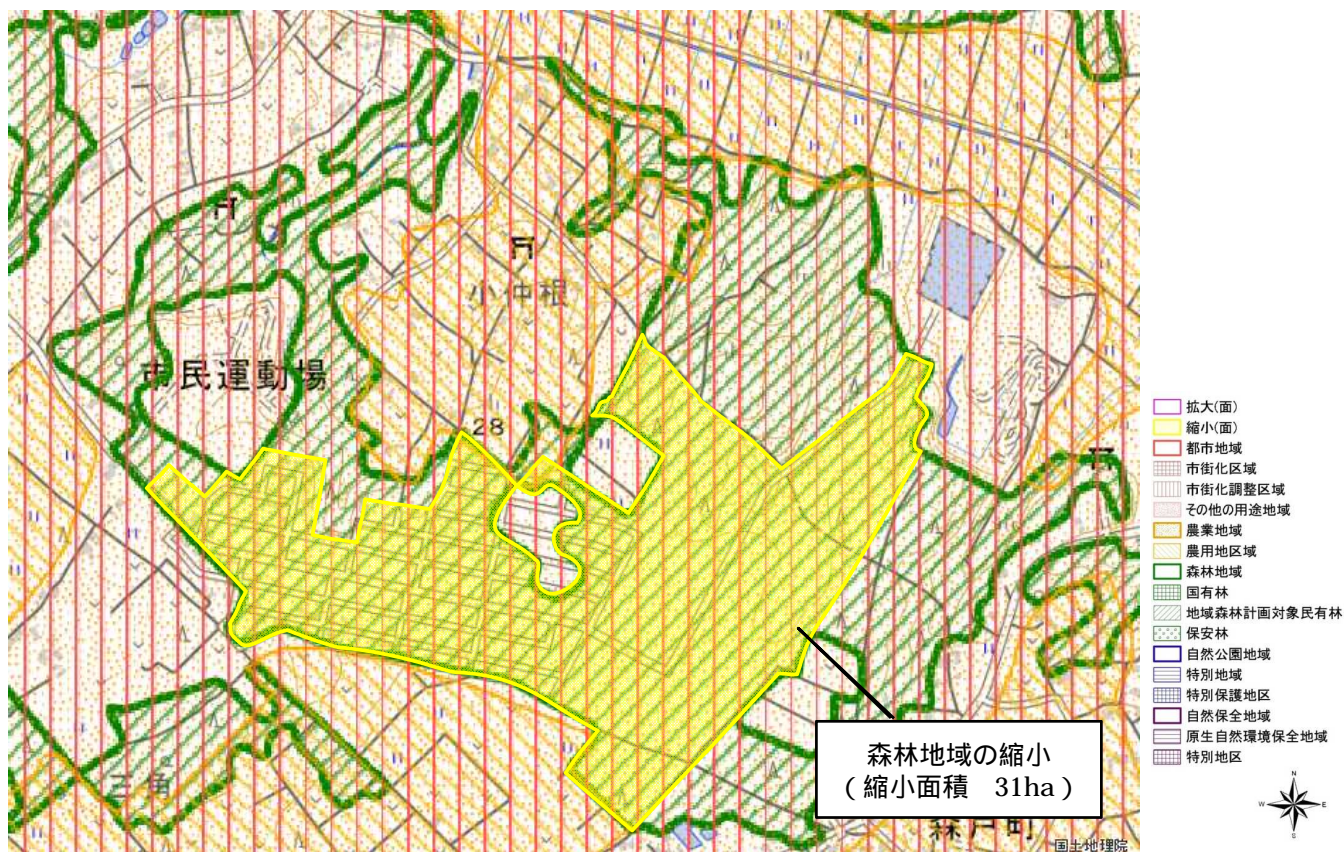 小仲根
市民運動場
28
三角
森戸町
国土地理院
森林地域の縮小
(縮小面積 31ha)
拡大(面)
縮小(面)
都市地域
市街化区域
市街化調整区域
その他の用途地域
農業地域
農用地区域
森林地域
国有林
地域森林計画対象民有林
保安林
自然公園地域
特別地域
特別保護地区
自然保全地域
原生自然環境保全地域
特別地区
N
W
E
S